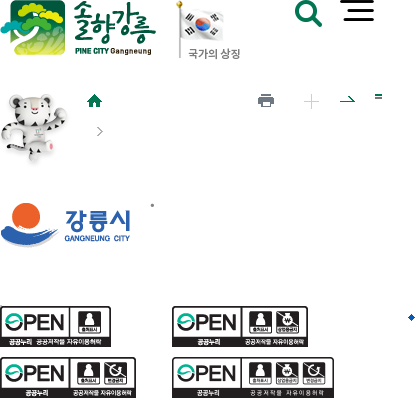 솔향강릉
PINE CITY Gangneung
국가의 상징
강릉시
GANGNEUNG CITY
OPEN 출처표시
공공누리 공공저작물 자유이용허락
OPEN 출처표시 상업용금지
공공누리 공공저작물 자유이용허락
OPEN 출처표시 변경금지
공공누리 공공저작물 자유이용허락
OPEN 출처표시 상업용금지 변경금지
공공누리 공공저작물 자유이용허락